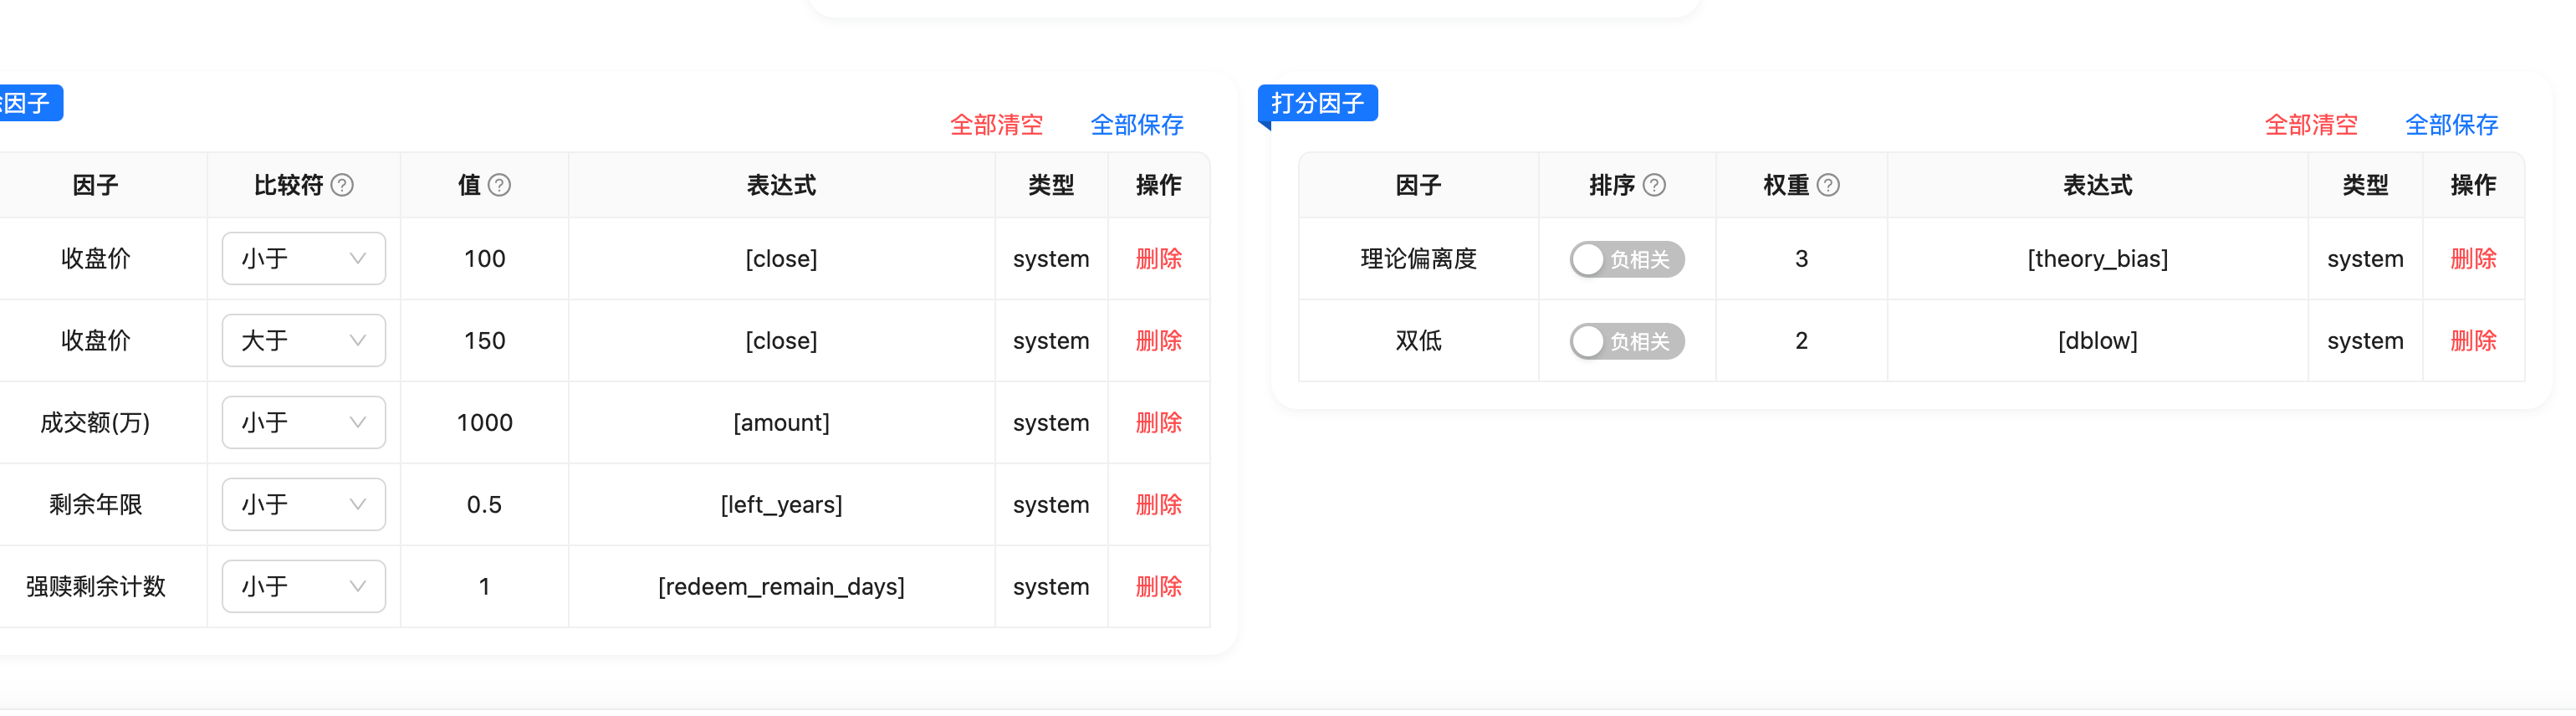 因子
全部清空 全部保存
因子 比较符 值 表达式 类型 操作
收盘价 小于 100 [close] system 删除
收盘价 大于 150 [close] system 删除
成交额(万) 小于 1000 [amount] system 删除
剩余年限 小于 0.5 [left_years] system 删除
强赎剩余计数 小于 1 [redeem_remain_days] system 删除
打分因子
全部清空 全部保存
因子 排序 权重 表达式 类型 操作
理论偏离度 负相关 3 [theory_bias] system 删除
双低 负相关 2 [dblow] system 删除